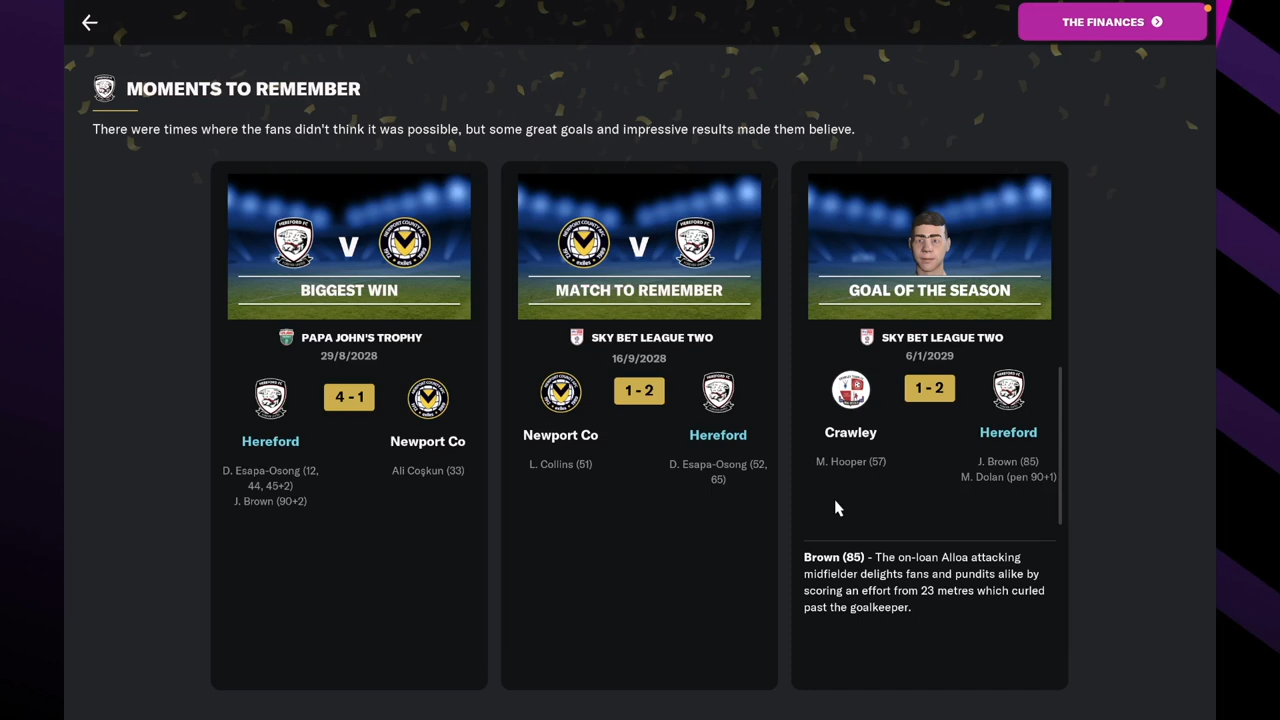 THE FINANCES
MOMENTS TO REMEMBER
There were times where the fans didn't think it was possible, but some great goals and impressive results made them believe.
V
BIGGEST WIN
PAPA JOHN'S TROPHY
29/8/2028
4 - 1
Hereford
Newport Co
D. Esapa-Osong (12,
44, 45+2)
J. Brown (90+2)
Ali Coşkun (33)
V
MATCH TO REMEMBER
SKY BET LEAGUE TWO
16/9/2028
1 - 2
Newport Co
Hereford
L. Collins (51)
D. Esapa-Osong (52,
65)
GOAL OF THE SEASON
SKY BET LEAGUE TWO
6/1/2029
1 - 2
Crawley
Hereford
M. Hooper (57)
J. Brown (85)
M. Dolan (pen 90+1)
Brown (85) - The on-loan Alloa attacking
midfielder delights fans and pundits alike by
scoring an effort from 23 metres which curled
past the goalkeeper.